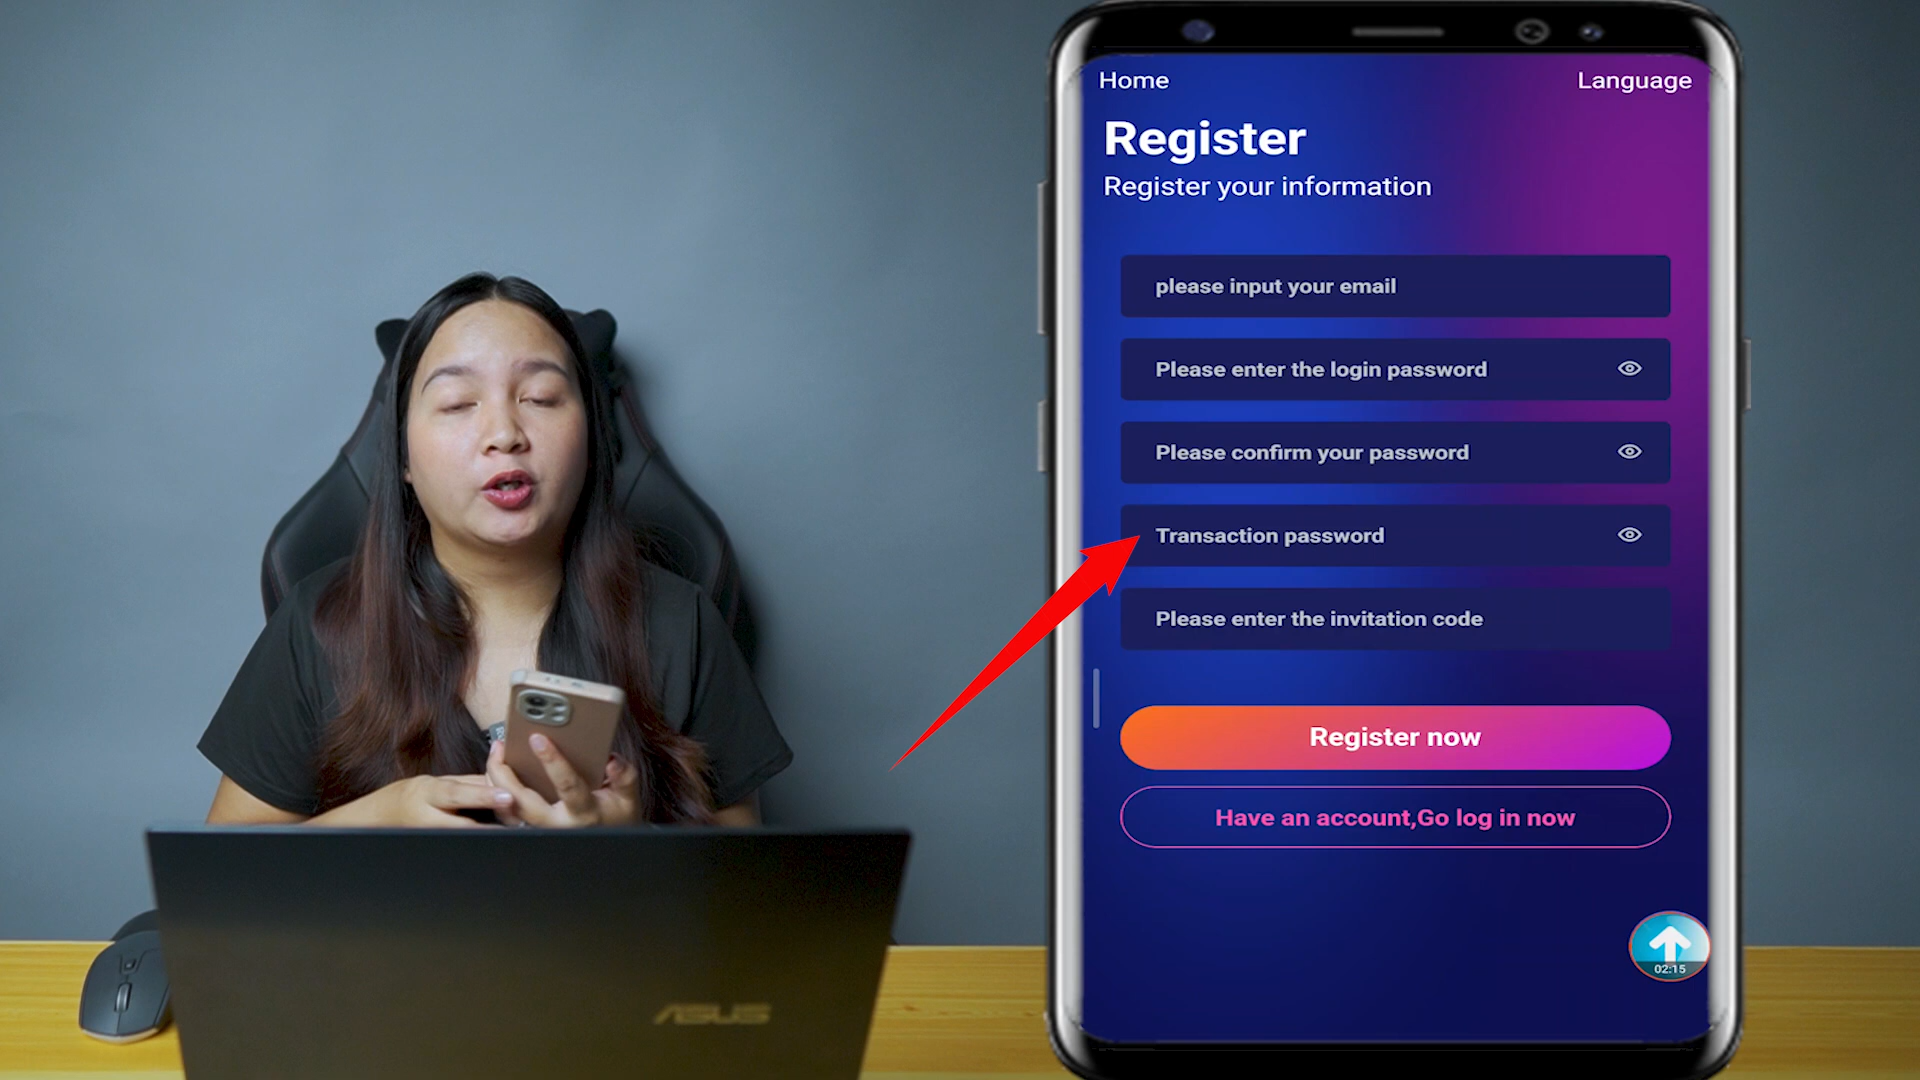 Home
Language
Register
Register your information
please input your email
Please enter the login password
Please confirm your password
Transaction password
Please enter the invitation code
Register now
Have an account,Go log in now
02:15
ASUS